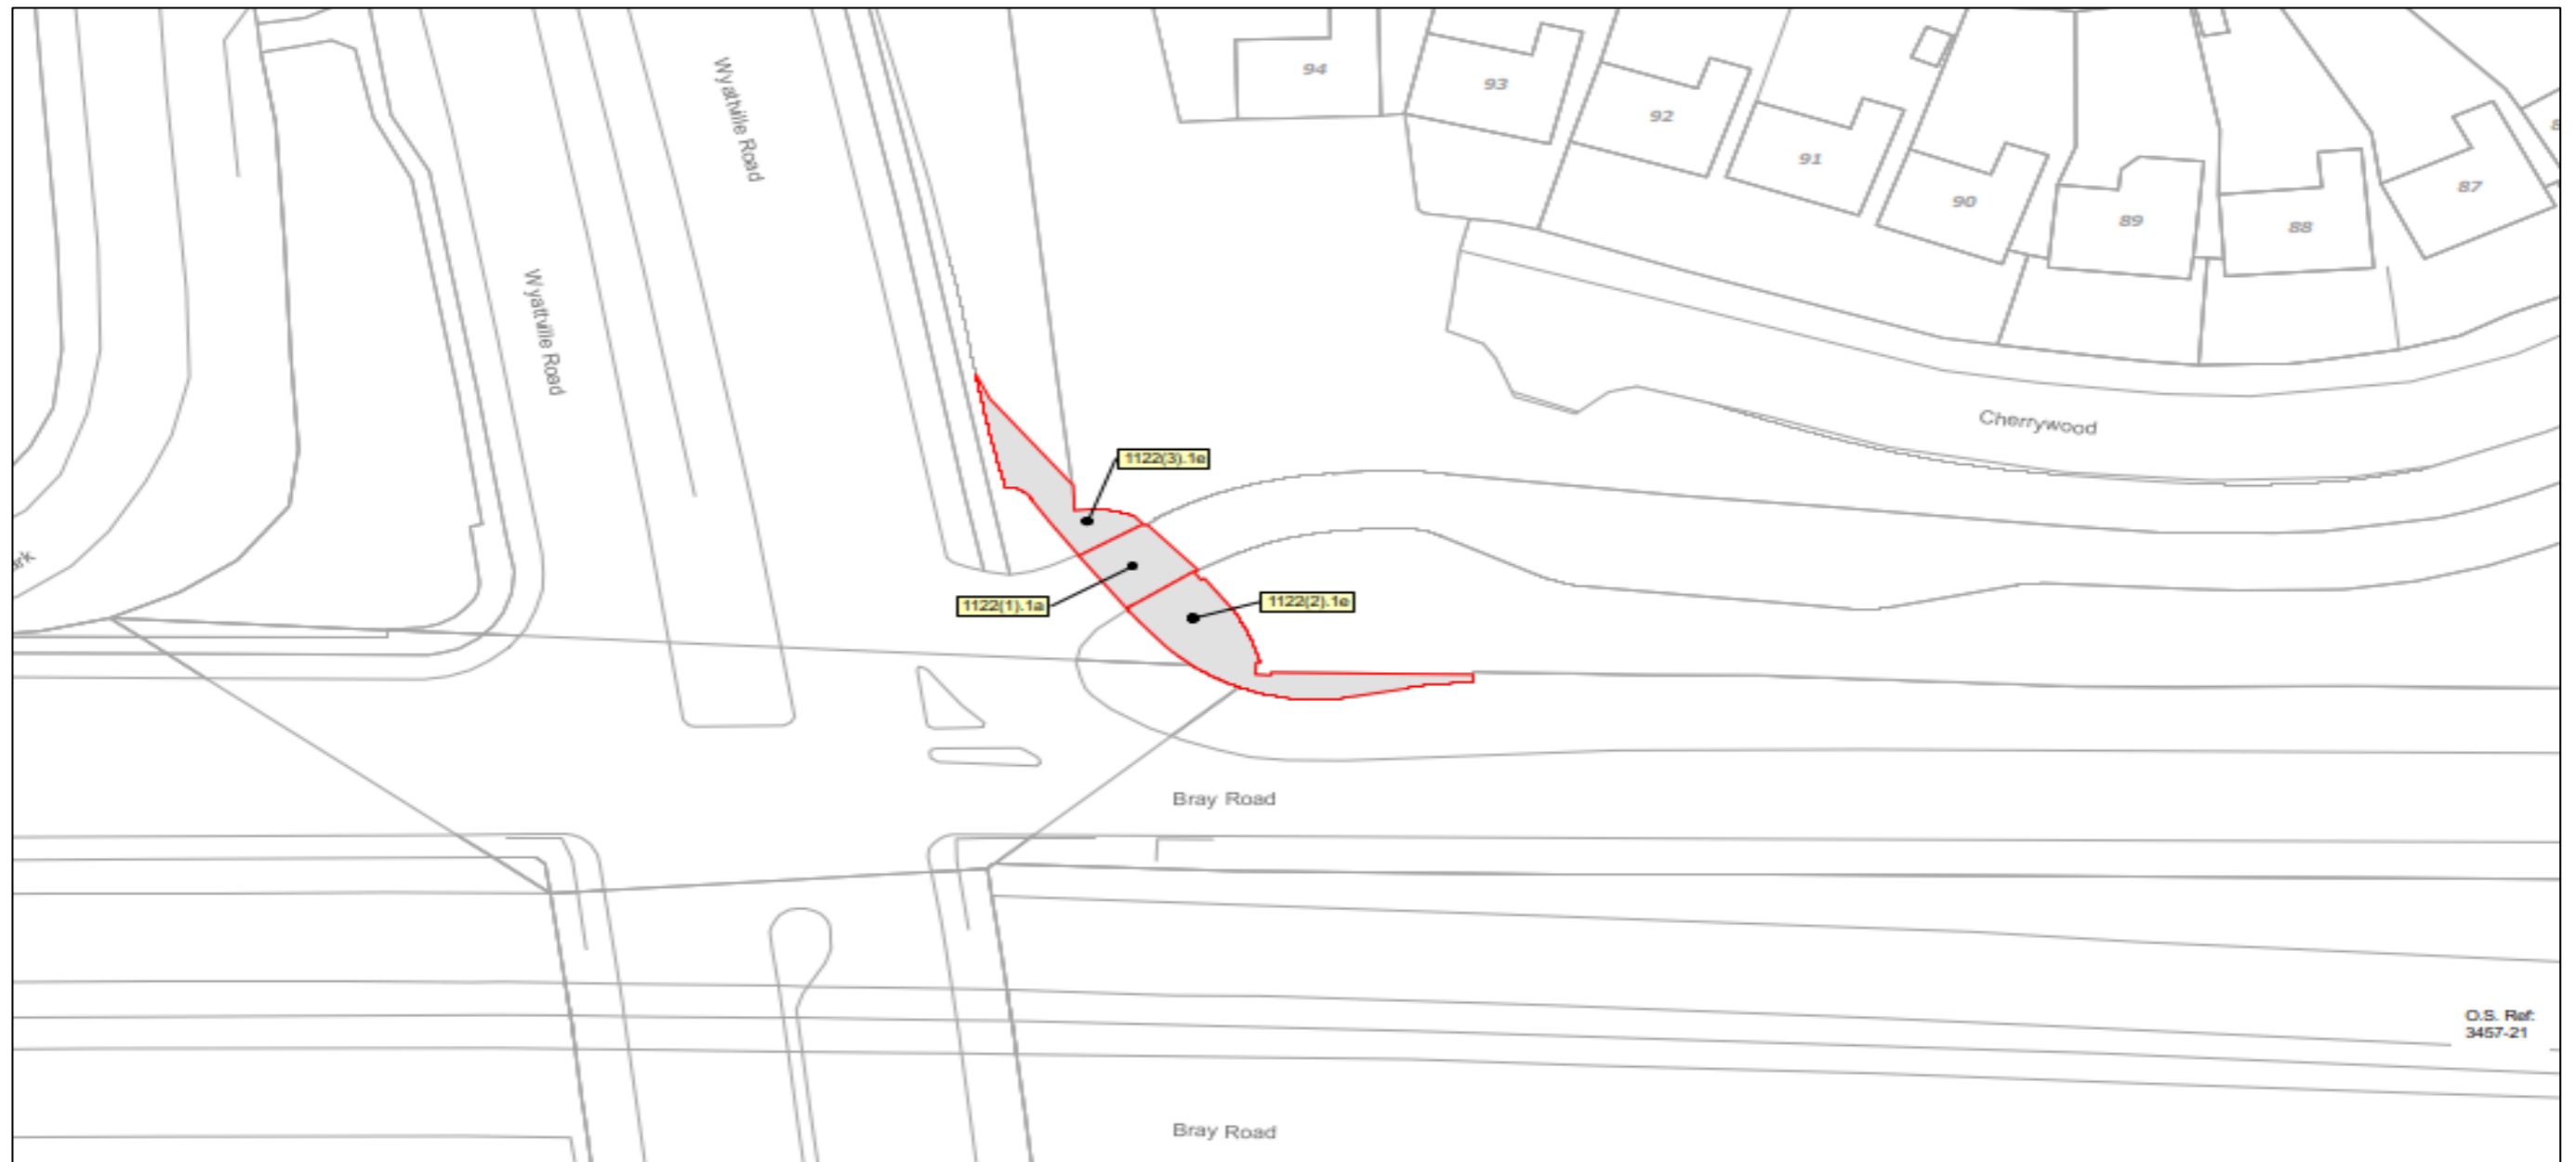 94
93
92
91
90
89
88
87
Wyattville Road
Wyattville Road
Cherrywood
1122(3).1e
1122(1).1a
1122(2).1e
Bray Road
O.S. Ref:
3457-21
Bray Road